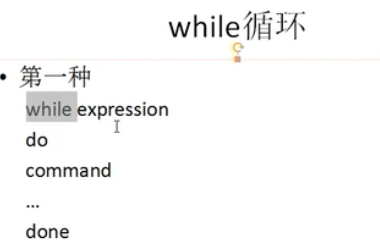 while循环
• 第一种
while expression
do
command
...
done